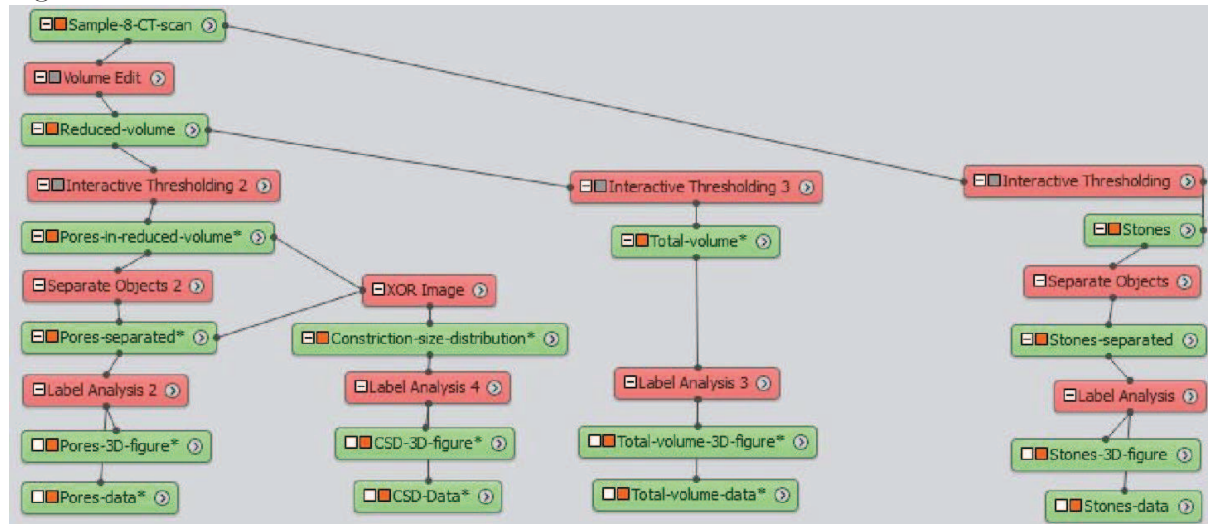 Sample-8-CT-scan
Volume Edit
Reduced-volume
Interactive Thresholding 2
Interactive Thresholding 3
Interactive Thresholding
Pores-in-reduced-volume*
Total-volume*
Stones
Separate Objects 2
XOR Image
Separate Objects
Pores-separated*
Constriction-size-distribution*
Stones-separated
Label Analysis 2
Label Analysis 4
Label Analysis 3
Label Analysis
Pores-3D-figure*
CSD-3D-figure*
Total-volume-3D-figure*
Stones-3D-figure
Pores-data*
CSD-Data*
Total-volume-data*
Stones-data